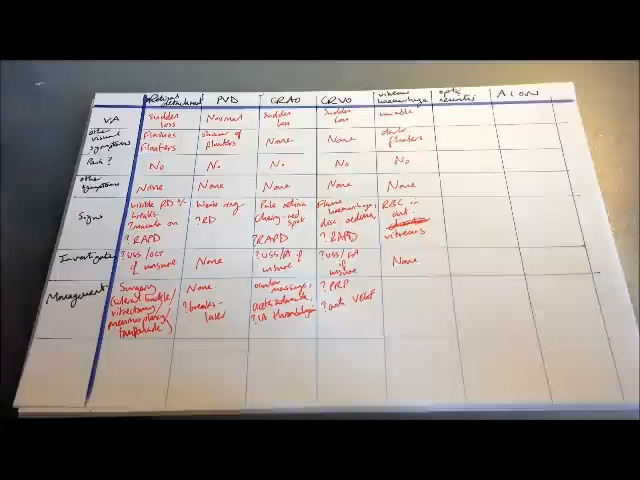 Retinal detachment PVD CRAO CRVO vitreous haemorrhage optic neuritis AION
VA Sudden loss Normal Sudden loss Sudden loss variable
other visual symptoms Flashes Floaters shower of floaters None None dark floaters
Pain? No No No No No
other symptoms None None None None None
Signs visible RD +/- breaks. ?macula on ?RAPD Weiss ring ?RD Pale retina Cherry-red spot ?RAPD Flame haemorrhage, disc oedema ?RAPD RBC in ant. vitreous
Investigation ?USS/OCT if unsure None ?USS/FA if unsure ?USS/FA if unsure None
Management Surgery (scleral buckle/ vitrectomy/ pneumoplexy/ tamponade) None ?breaks - laser ocular massage, acetazolamide, ?IA thrombolysis ?PRP ?anti VEGF